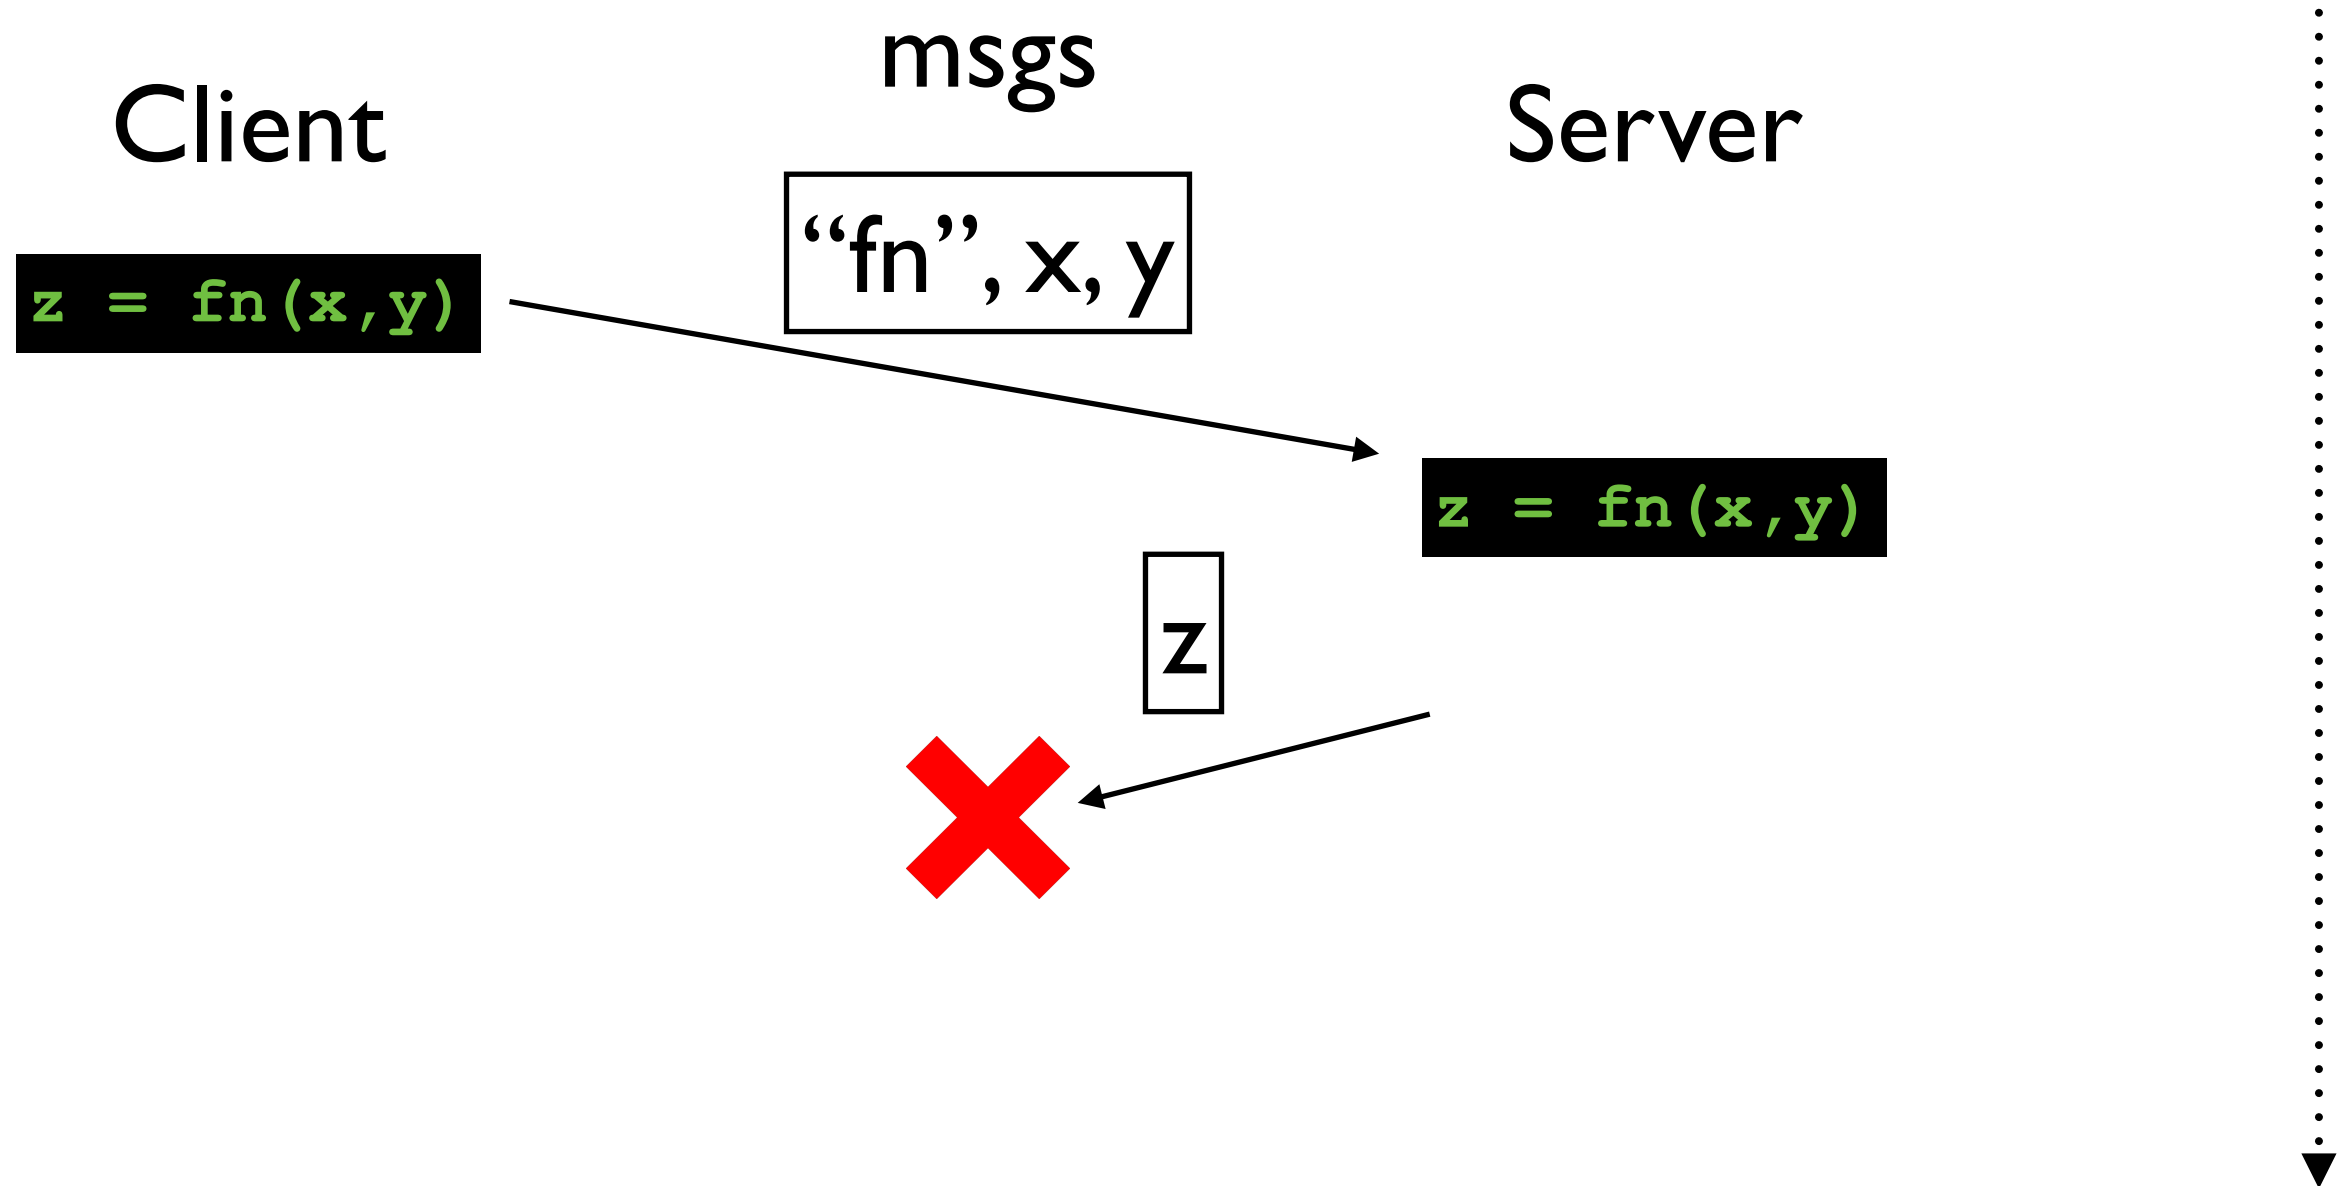 msgs
Client
Server
“fn”, x, y
z = fn(x,y)
z = fn(x,y)
z